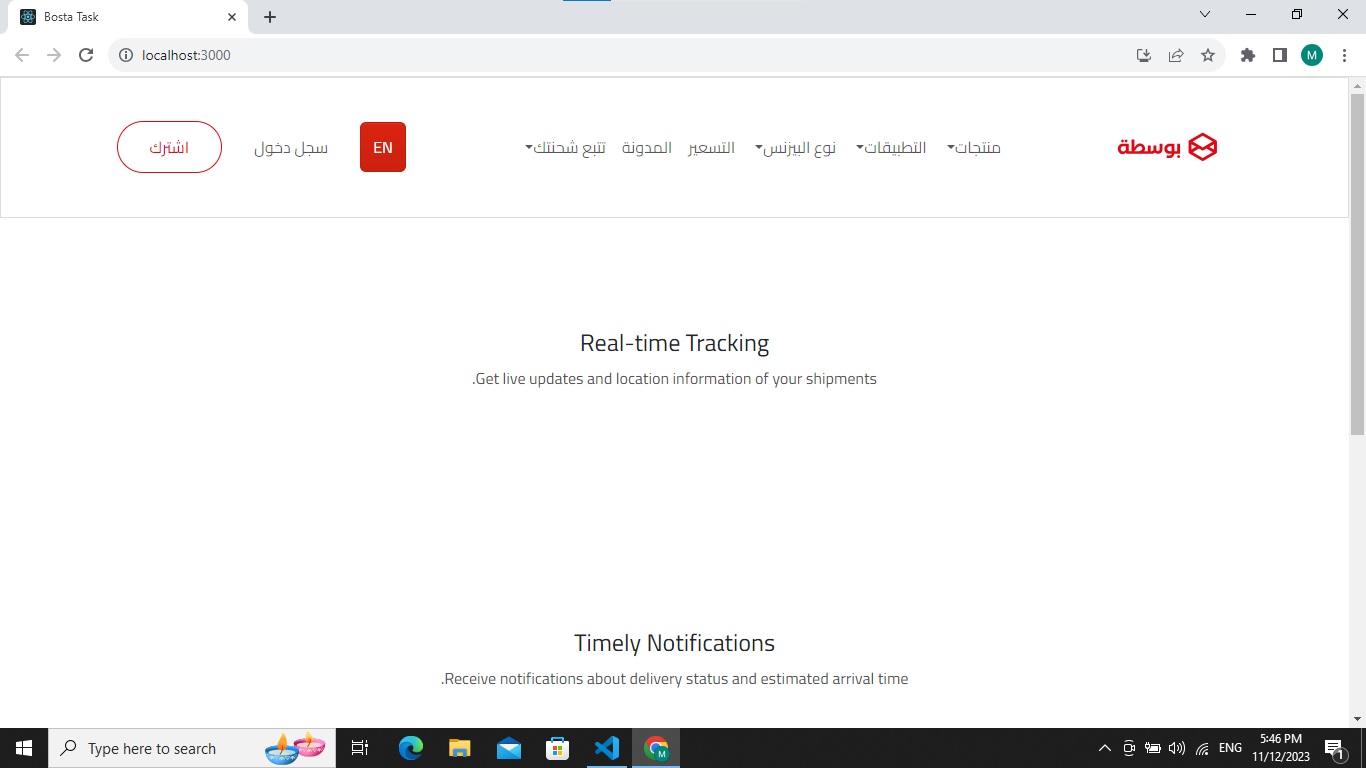 Bosta Task
localhost:3000
M
بوسطة
منتجات
التطبيقات
نوع البيزنس
التسعير
المدونة
تتبع شحنتك
EN
سجل دخول
اشترك
Real-time Tracking
.Get live updates and location information of your shipments
Timely Notifications
.Receive notifications about delivery status and estimated arrival time
Type here to search
M
ENG
5:46 PM
11/12/2023
1